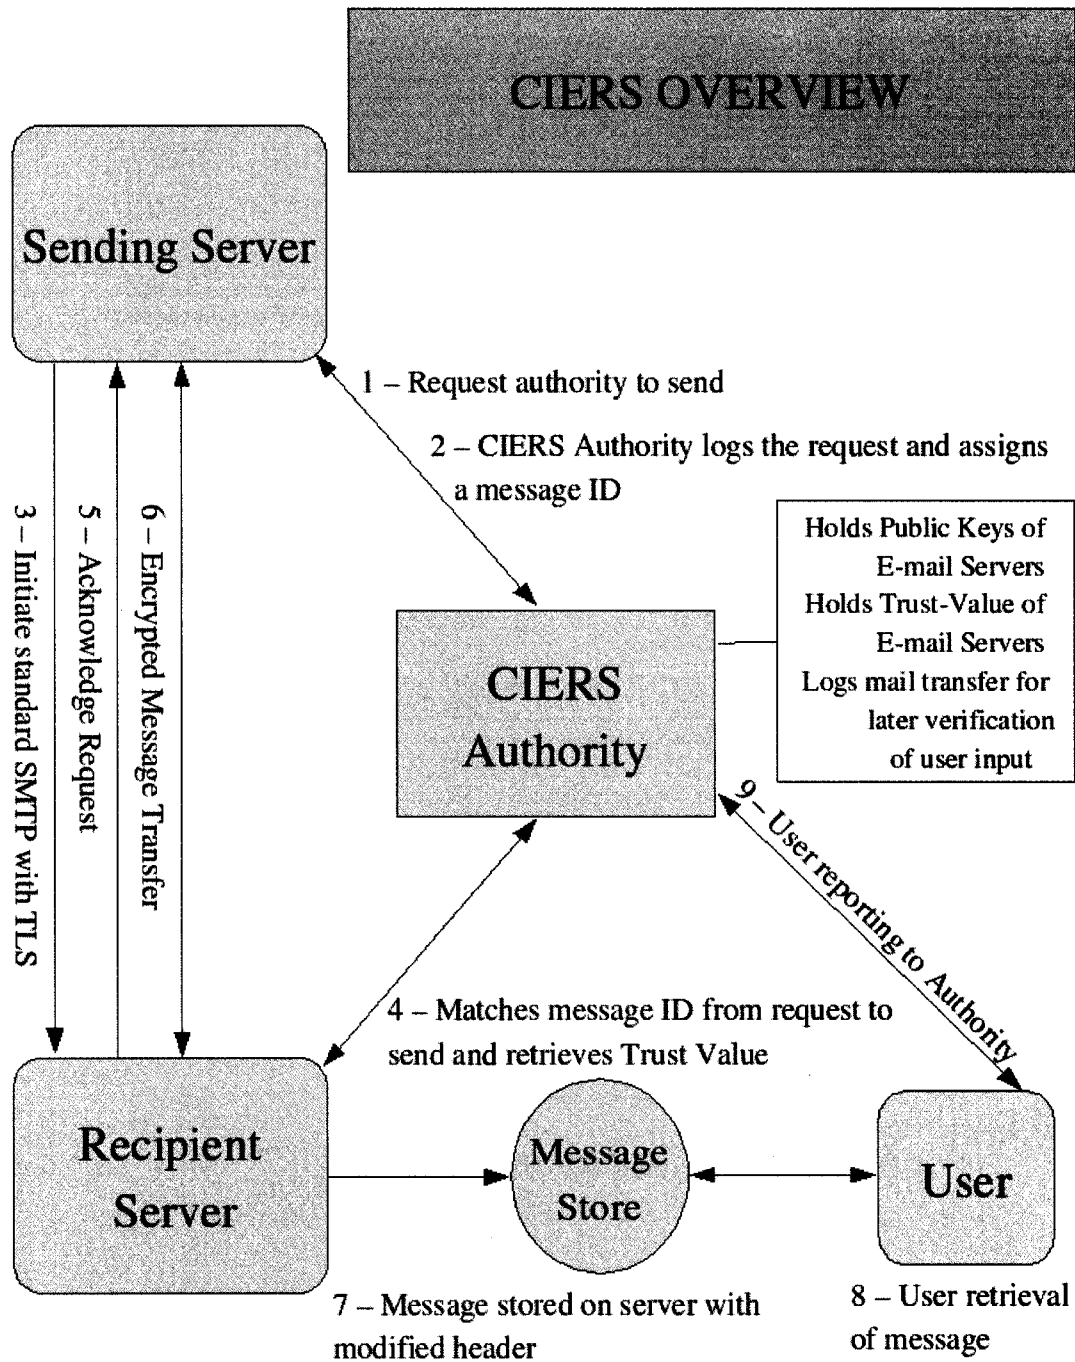 CIERS OVERVIEW
Sending Server
1 – Request authority to send
2 – CIERS Authority logs the request and assigns
a message ID
3 – Initiate standard SMTP with TLS
5 – Acknowledge Request
6 – Encrypted Message Transfer
Holds Public Keys of
E-mail Servers
Holds Trust-Value of
E-mail Servers
Logs mail transfer for
later verification
of user input
CIERS
Authority
9 – User reporting to Authority
4 – Matches message ID from request to
send and retrieves Trust Value
Recipient
Server
Message
Store
User
7 – Message stored on server with
modified header
8 – User retrieval
of message